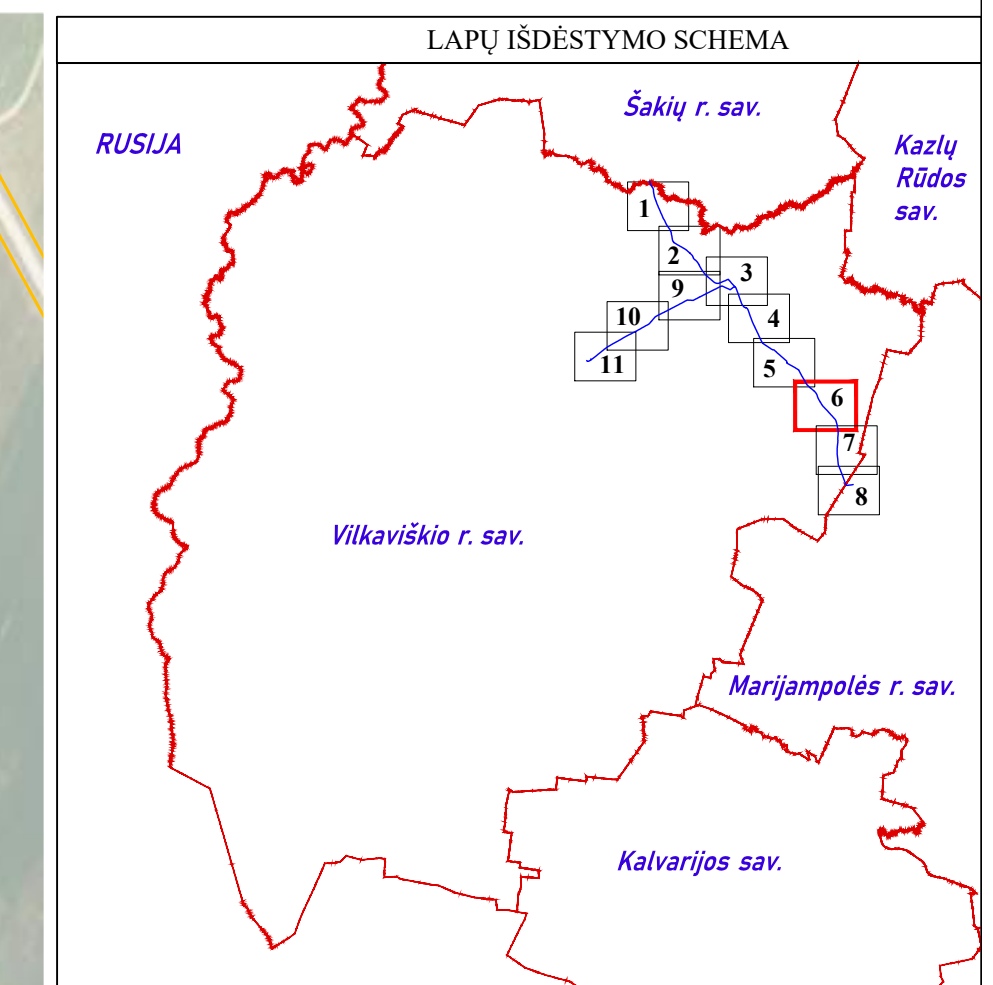 LAPŲ IŠDĖSTYMO SCHEMA
RUSIJA
Šakių r. sav.
Kazlų
Rūdos
sav.
1
2
3
9
4
10
5
11
6
7
8
Vilkaviškio r. sav.
Marijampolės r. sav.
Kalvarijos sav.